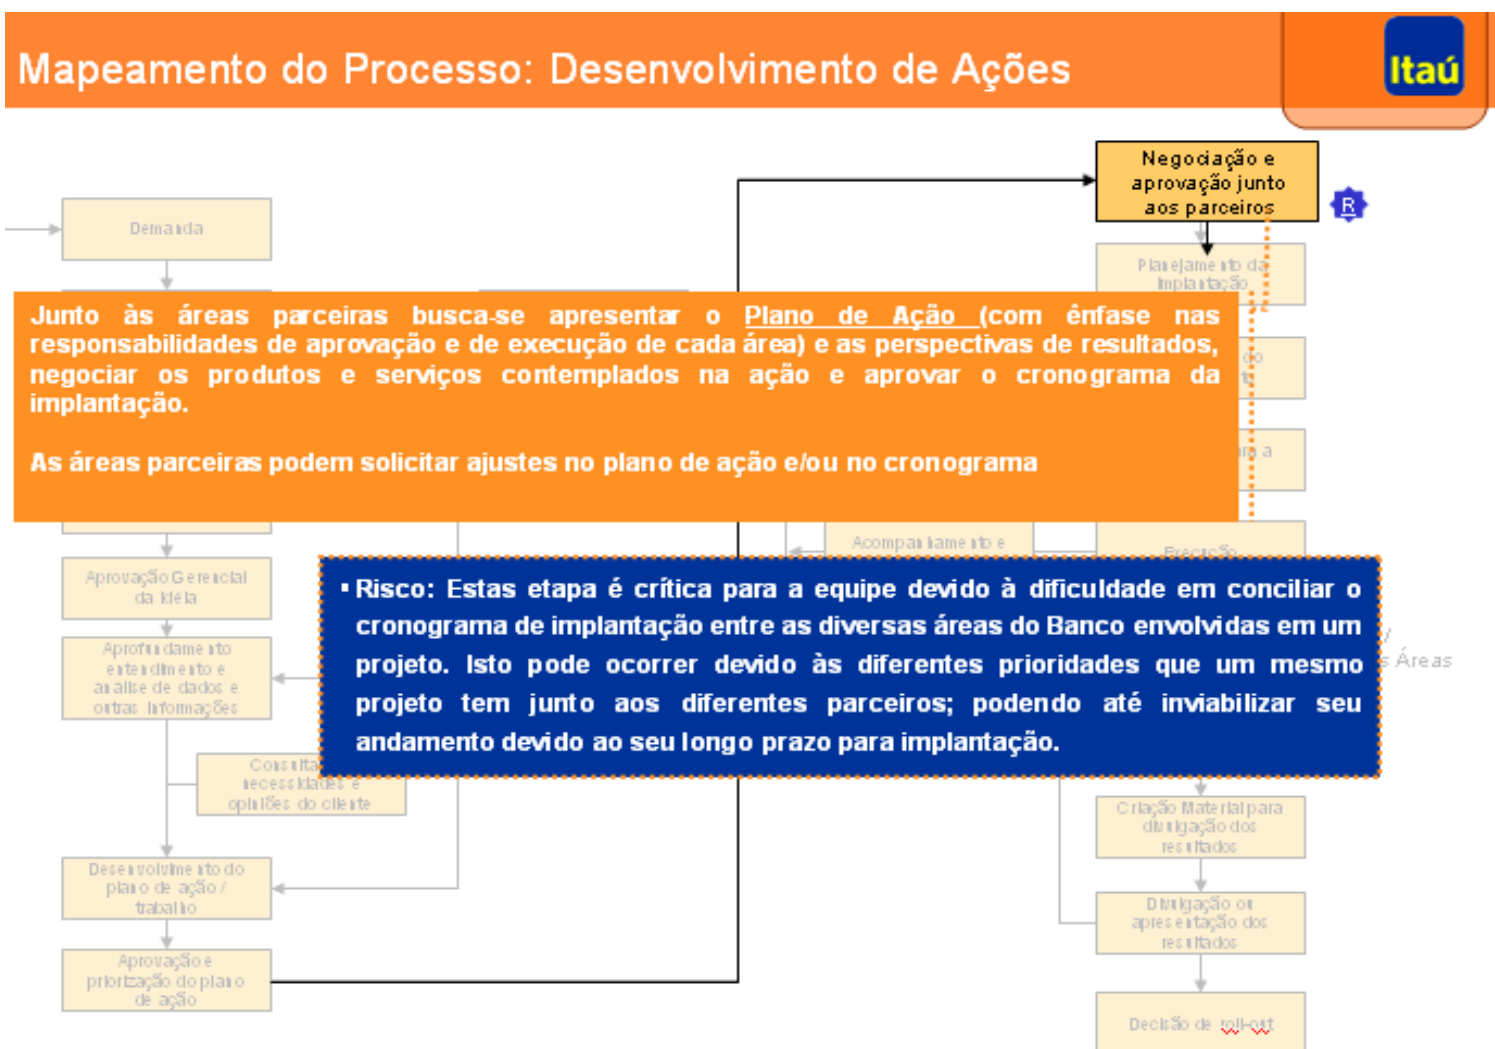 Mapeamento do Processo: Desenvolvimento de Ações
Itaú
Negociação e
aprovação junto
aos parceiros
R
Demanda
Planejamento da
Implantação
Junto às áreas parceiras busca-se apresentar o Plano de Ação (com ênfase nas
responsabilidades de aprovação e de execução de cada área) e as perspectivas de resultados,
negociar os produtos e serviços contemplados na ação e aprovar o cronograma da
implantação.
As áreas parceiras podem solicitar ajustes no plano de ação e/ou no cronograma
Acompanhamento e
Execução
Aprovação Gerencial
da Idéia
Risco: Estas etapa é crítica para a equipe devido à dificuldade em conciliar o
cronograma de implantação entre as diversas áreas do Banco envolvidas em um
projeto. Isto pode ocorrer devido às diferentes prioridades que um mesmo
projeto tem junto aos diferentes parceiros; podendo até inviabilizar seu
andamento devido ao seu longo prazo para implantação.
Aprofundamento
entendimento e
análise de dados e
outras Informações
Áreas
necessidades e
opiniões do cliente
Criação Material para
divulgação dos
resultados
Desenvolvimento do
plano de ação /
trabalho
Divulgação ou
apresentação dos
resultados
Aprovação e
priorização do plano
de ação
Decisão de roll-out